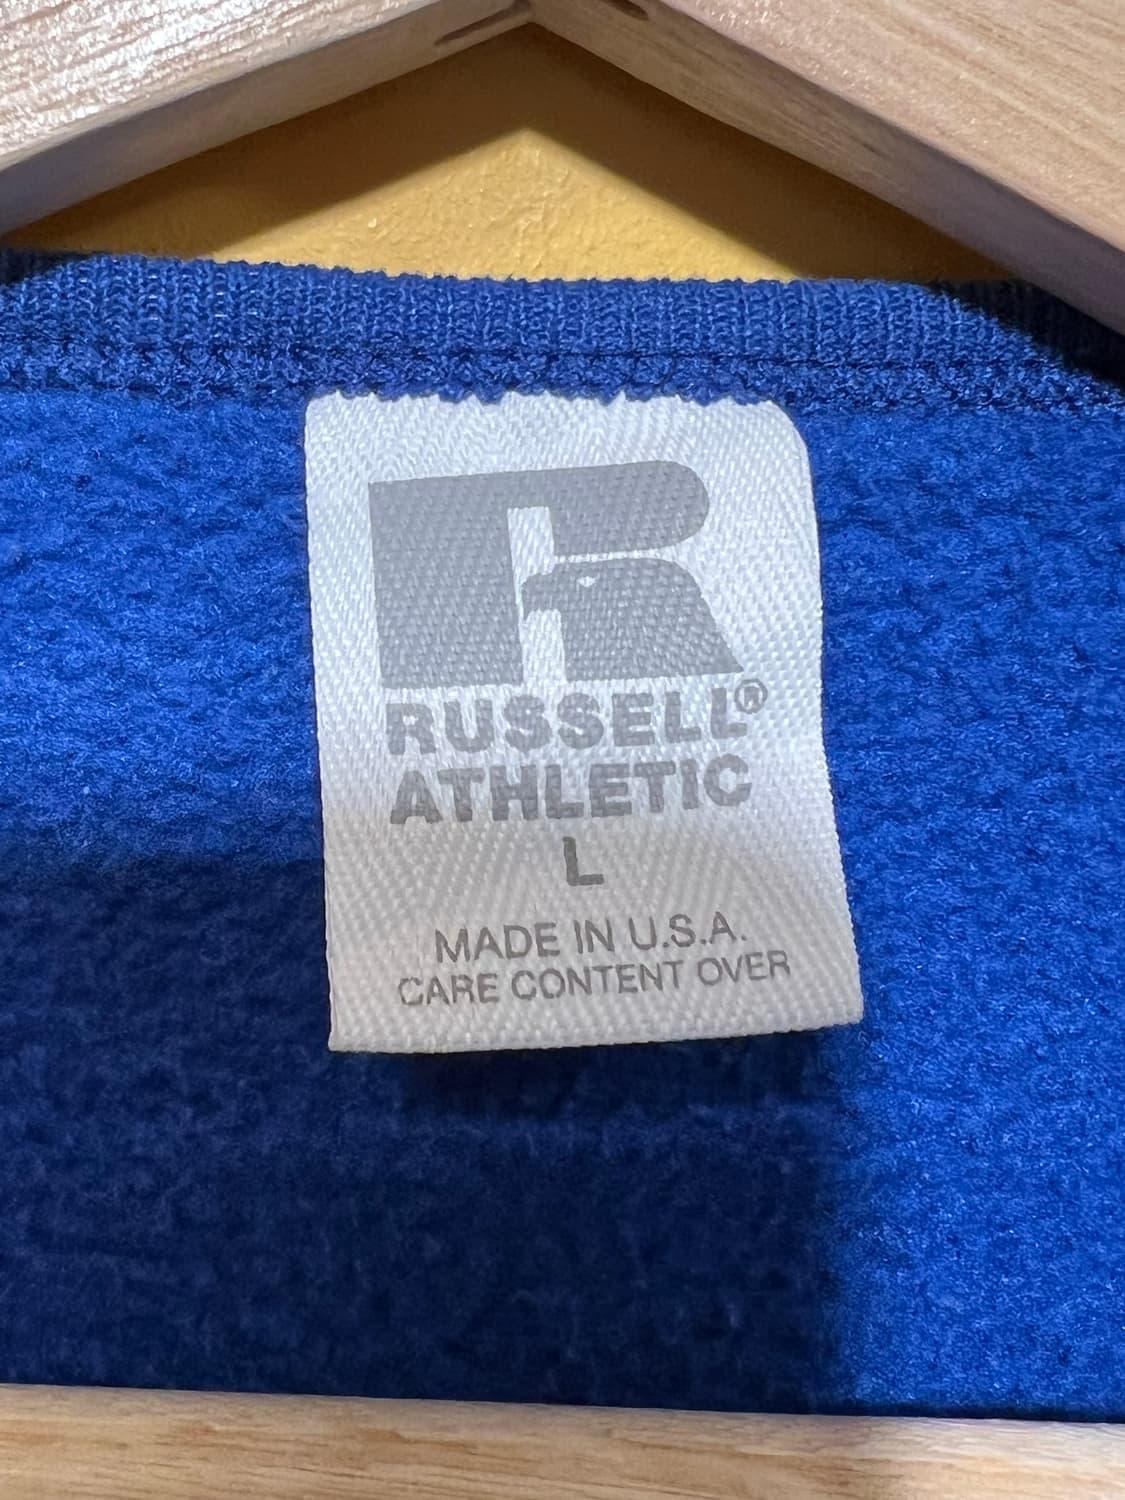 R
RUSSELL®
ATHLETIC
L
MADE IN U.S.A.
CARE CONTENT OVER